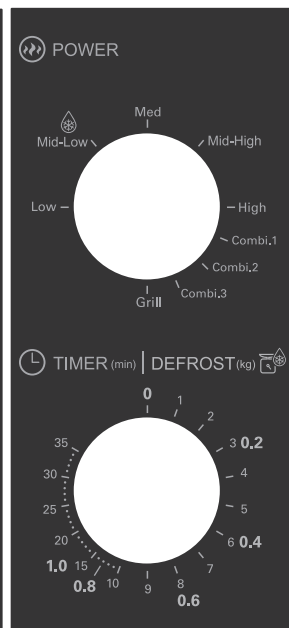 POWER
Med
Mid-Low
Mid-High
Low
High
Combi.1
Combi.2
Combi.3
Grill
TIMER (min) | DEFROST (kg)
0
1
2
3 0.2
4
5
6 0.4
7
8
0.6
9
10
0.8
15
1.0
20
25
30
35